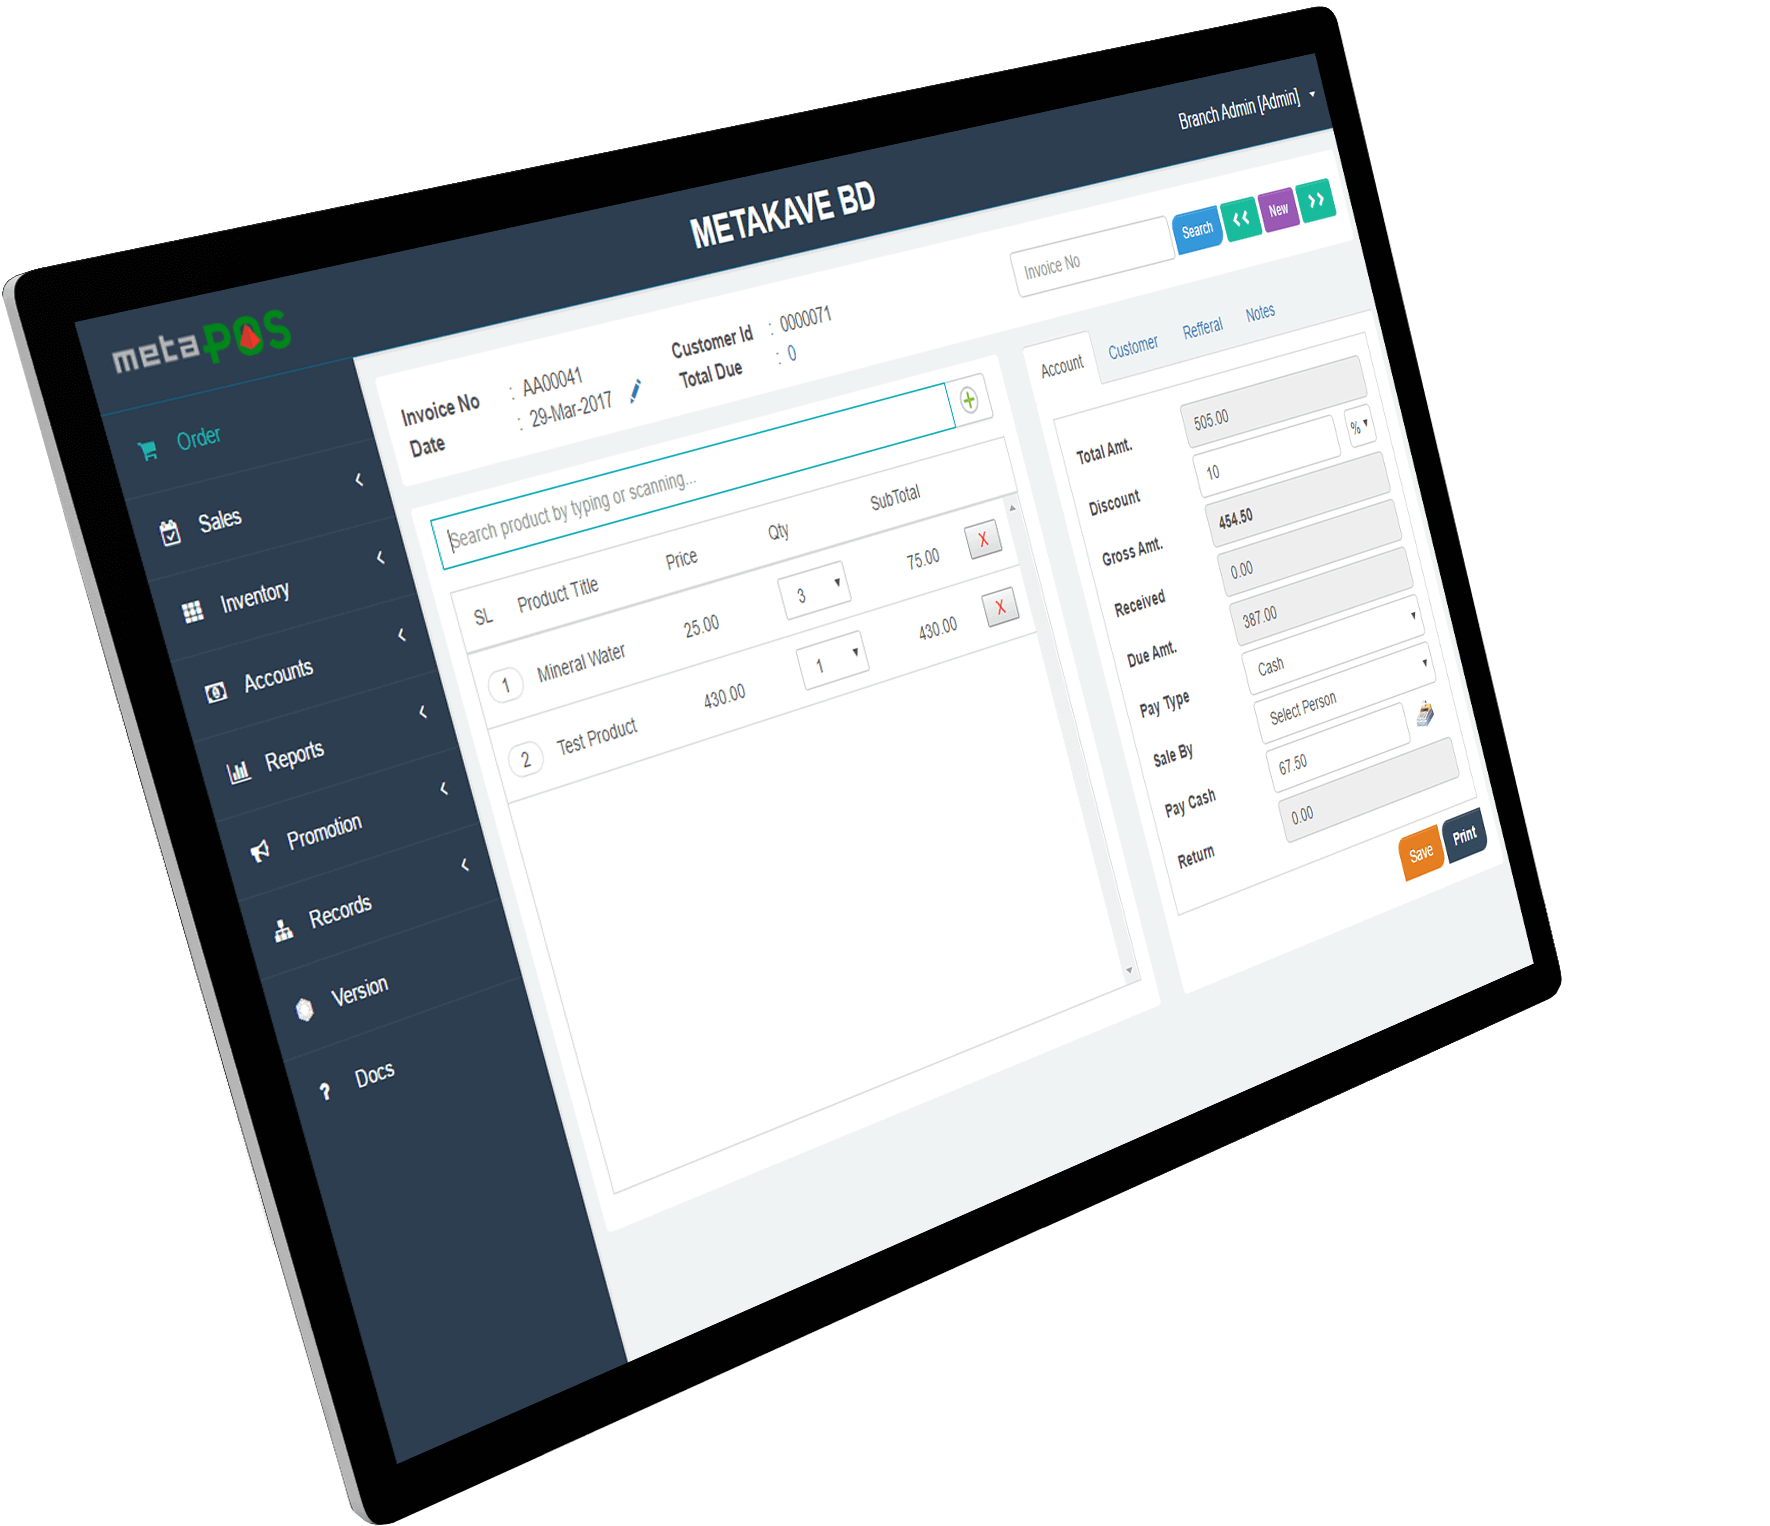 Branch Admin [Admin]
METAKAVE BD
meta POS
Order
Sales
Inventory
Accounts
Reports
Promotion
Records
Version
Docs
Invoice No : AA00041
Date : 29-Mar-2017
Customer Id : 0000071
Total Due : 0
Invoice No
Search
<<
New
>>
Search product by typing or scanning...
SL Product Title Price Qty SubTotal
1 Mineral Water 25.00 3 75.00 X
2 Test Product 430.00 1 430.00 X
Account Customer Refferal Notes
Total Amt. 505.00
Discount 10 %
Gross Amt. 454.50
Received 0.00
Due Amt. 387.00
Pay Type Cash
Sale By Select Person
Pay Cash 67.50
Return 0.00
Save Print